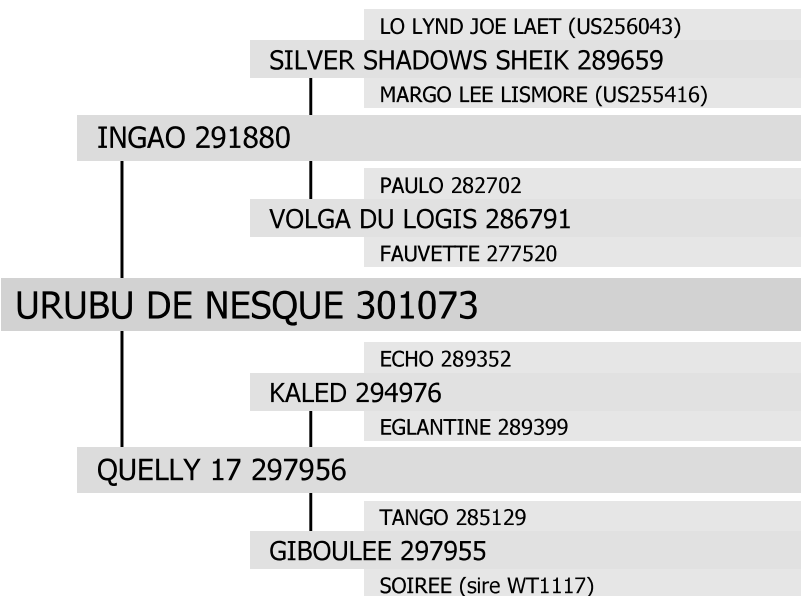 LO LYND JOE LAET (US256043)
SILVER SHADOWS SHEIK 289659
MARGO LEE LISMORE (US255416)
INGAO 291880
PAULO 282702
VOLGA DU LOGIS 286791
FAUVETTE 277520
URUBU DE NESQUE 301073
ECHO 289352
KALED 294976
EGLANTINE 289399
QUELLY 17 297956
TANGO 285129
GIBOULEE 297955
SOIREE (sire WT1117)